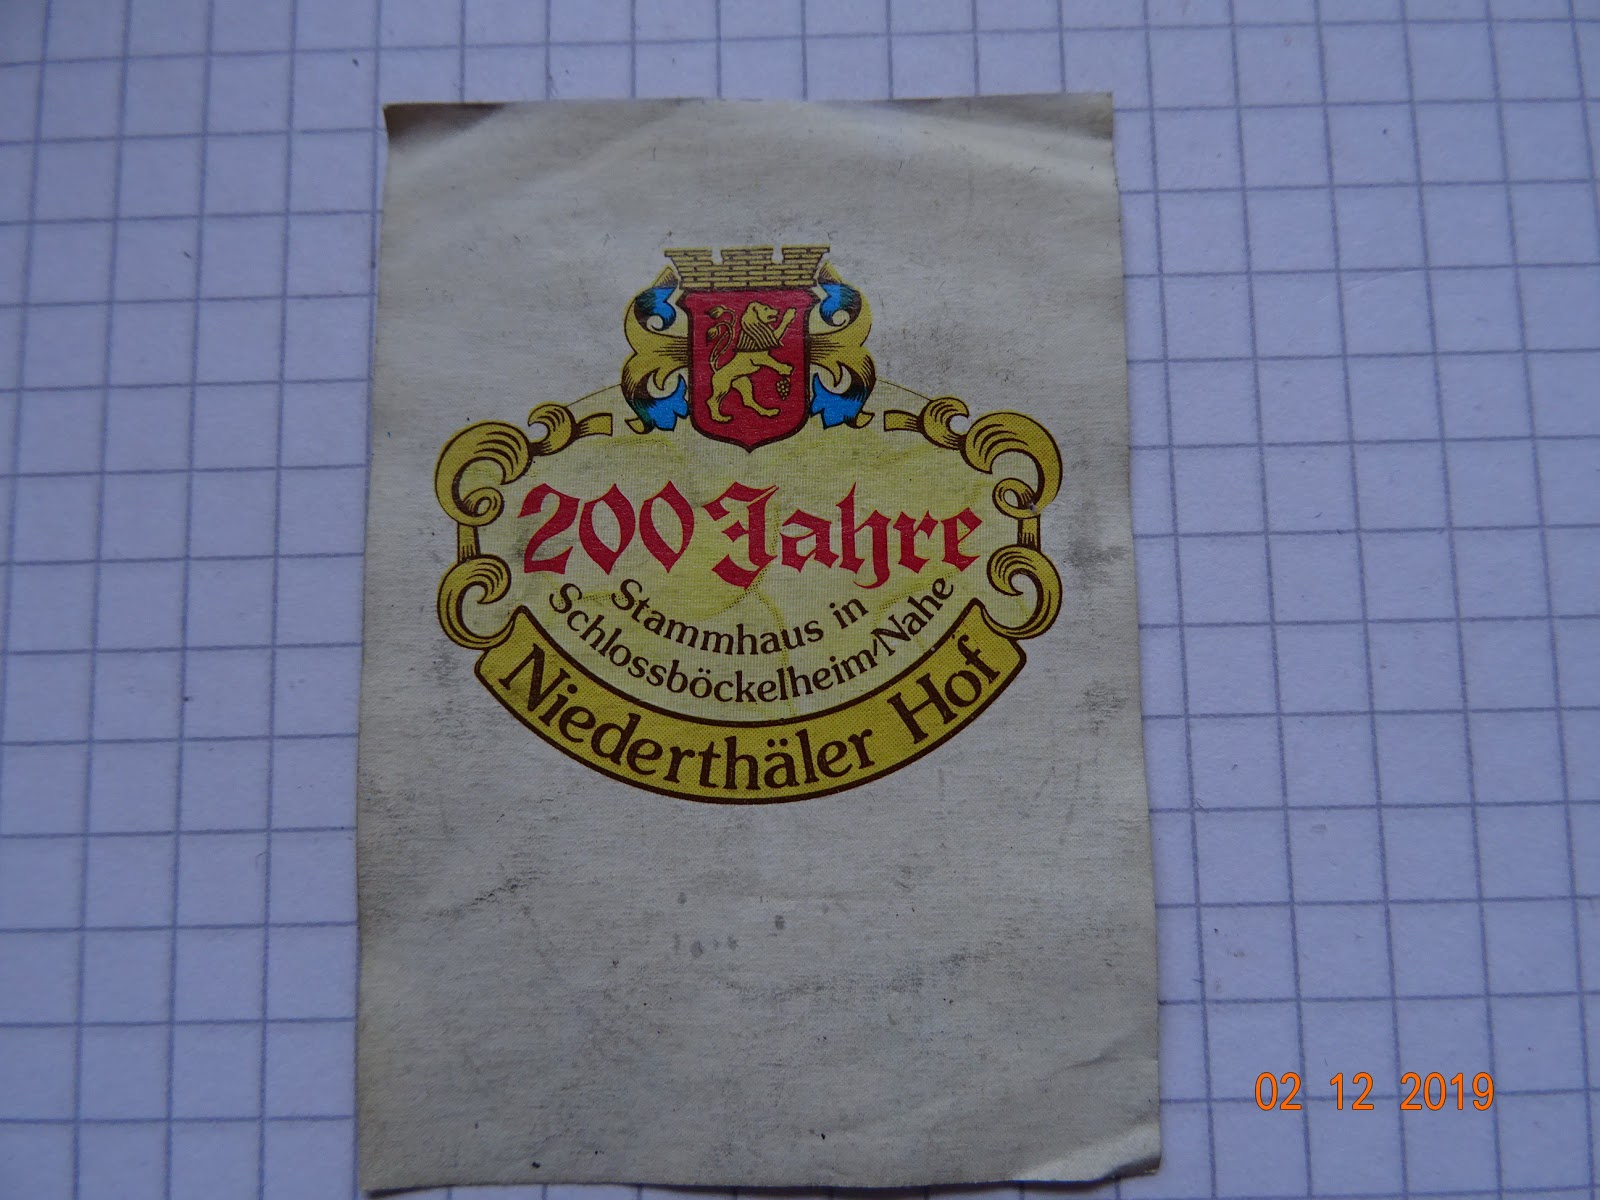 200 Jahre
Stammhaus in
Schlossböckelheim/Nahe
Niederthäler Hof
02 12 2019